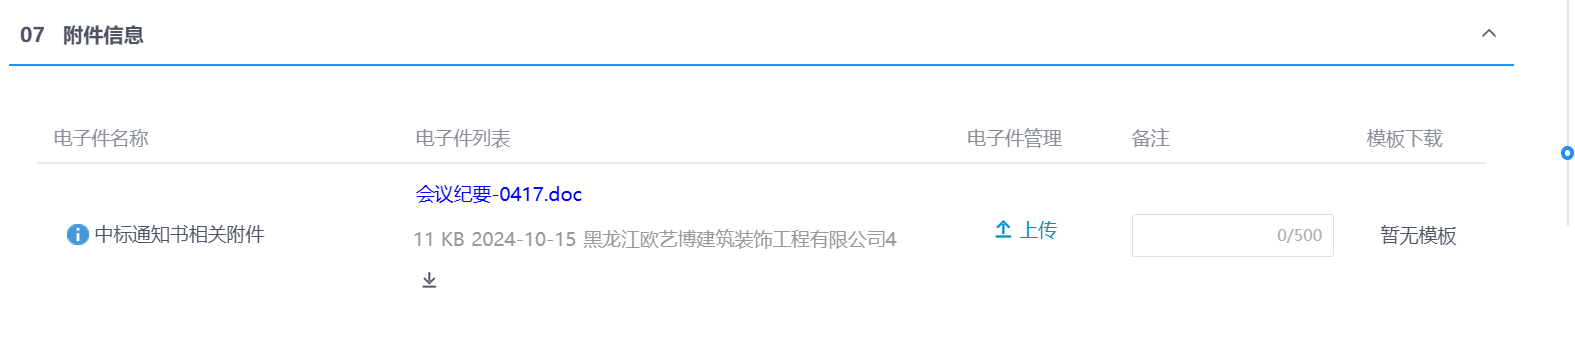 07 附件信息
电子件名称 电子件列表 电子件管理 备注 模板下载
会议纪要-0417.doc
中标通知书相关附件 11 KB 2024-10-15 黑龙江欧艺博建筑装饰工程有限公司4 上传 0/500 暂无模板